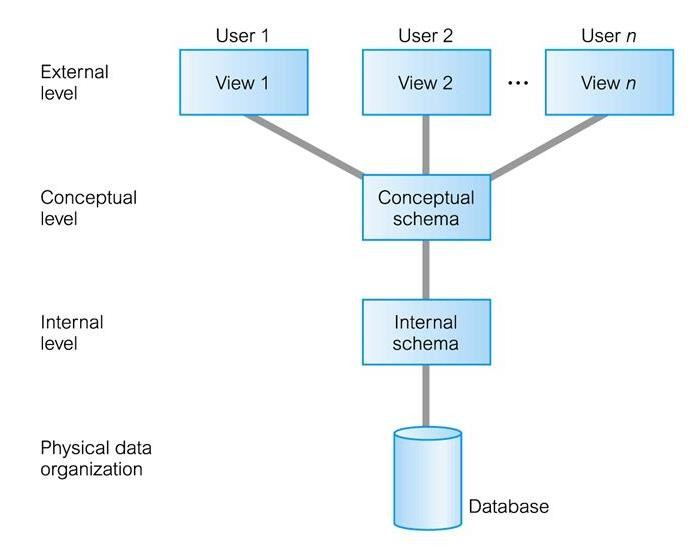 User 1
User 2
User n
External
level
View 1
View 2
...
View n
Conceptual
level
Conceptual
schema
Internal
level
Internal
schema
Physical data
organization
Database